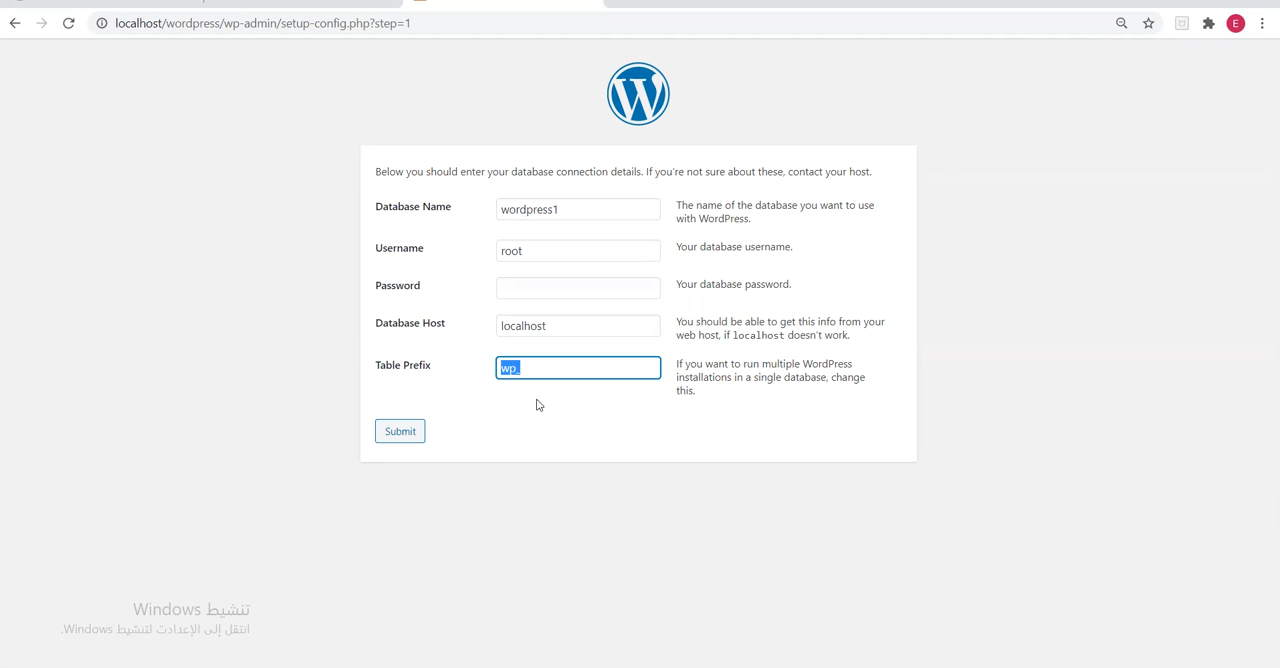 localhost/wordpress/wp-admin/setup-config.php?step=1
E
Below you should enter your database connection details. If you're not sure about these, contact your host.
Database Name
wordpress1
The name of the database you want to use
with WordPress.
Username
root
Your database username.
Password
Your database password.
Database Host
localhost
You should be able to get this info from your
web host, if localhost doesn't work.
Table Prefix
wp_
If you want to run multiple WordPress
installations in a single database, change
this.
Submit
تنشيط Windows
انتقل إلى الإعدادت لتنشيط Windows.